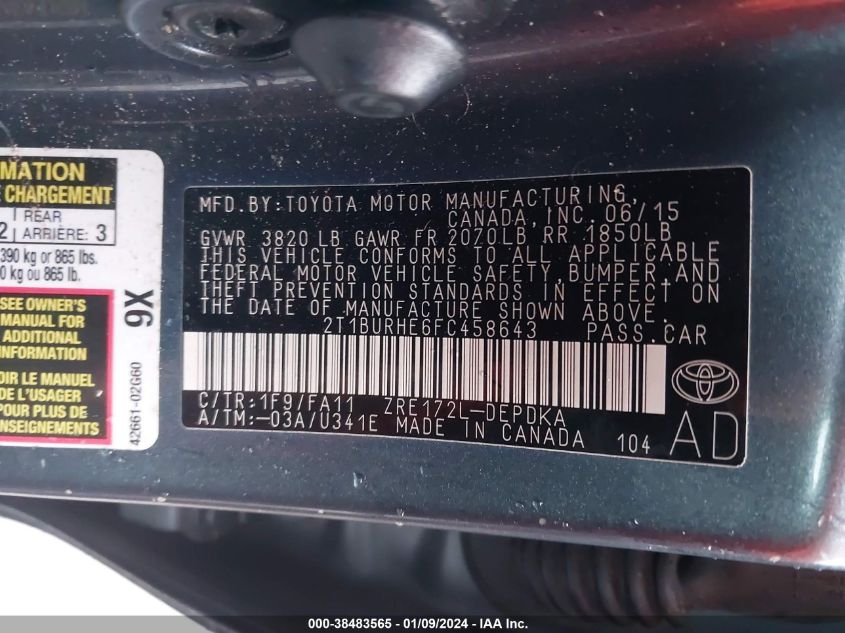 MATION
E CHARGEMENT
REAR
2 ARRIÈRE: 3
390 kg or 865 lbs.
0 kg ou 865 lb.
SEE OWNER'S
MANUAL FOR
ADDITIONAL
INFORMATION
OIR LE MANUEL
DE L'USAGER
POUR PLUS DE
RENSEIGNEMENTS
9X
42661-02G60
MFD.BY:TOYOTA MOTOR MANUFACTURING,
CANADA, INC. 06/15
GVWR 3820 LB GAWR FR 2070LB RR 1850LB
THIS VEHICLE CONFORMS TO ALL APPLICABLE
FEDERAL MOTOR VEHICLE SAFETY, BUMPER, AND
THEFT PREVENTION STANDARDS IN EFFECT ON
THE DATE OF MANUFACTURE SHOWN ABOVE.
2T1BURHE6FC458643 PASS.CAR
C/TR:1F9/FA11 ZRE172L-DEPDKA
A/TM:-03A/U341E MADE IN CANADA 104
AD
TOYOTA
000-38483565 - 01/09/2024 - IAA Inc.